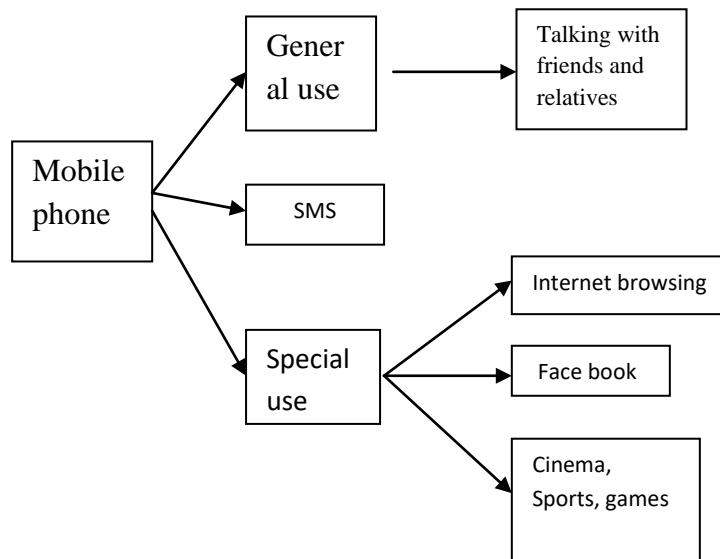 Gener
al use
Talking with
friends and
relatives
Mobile
phone
SMS
Internet browsing
Special
use
Face book
Cinema,
Sports, games